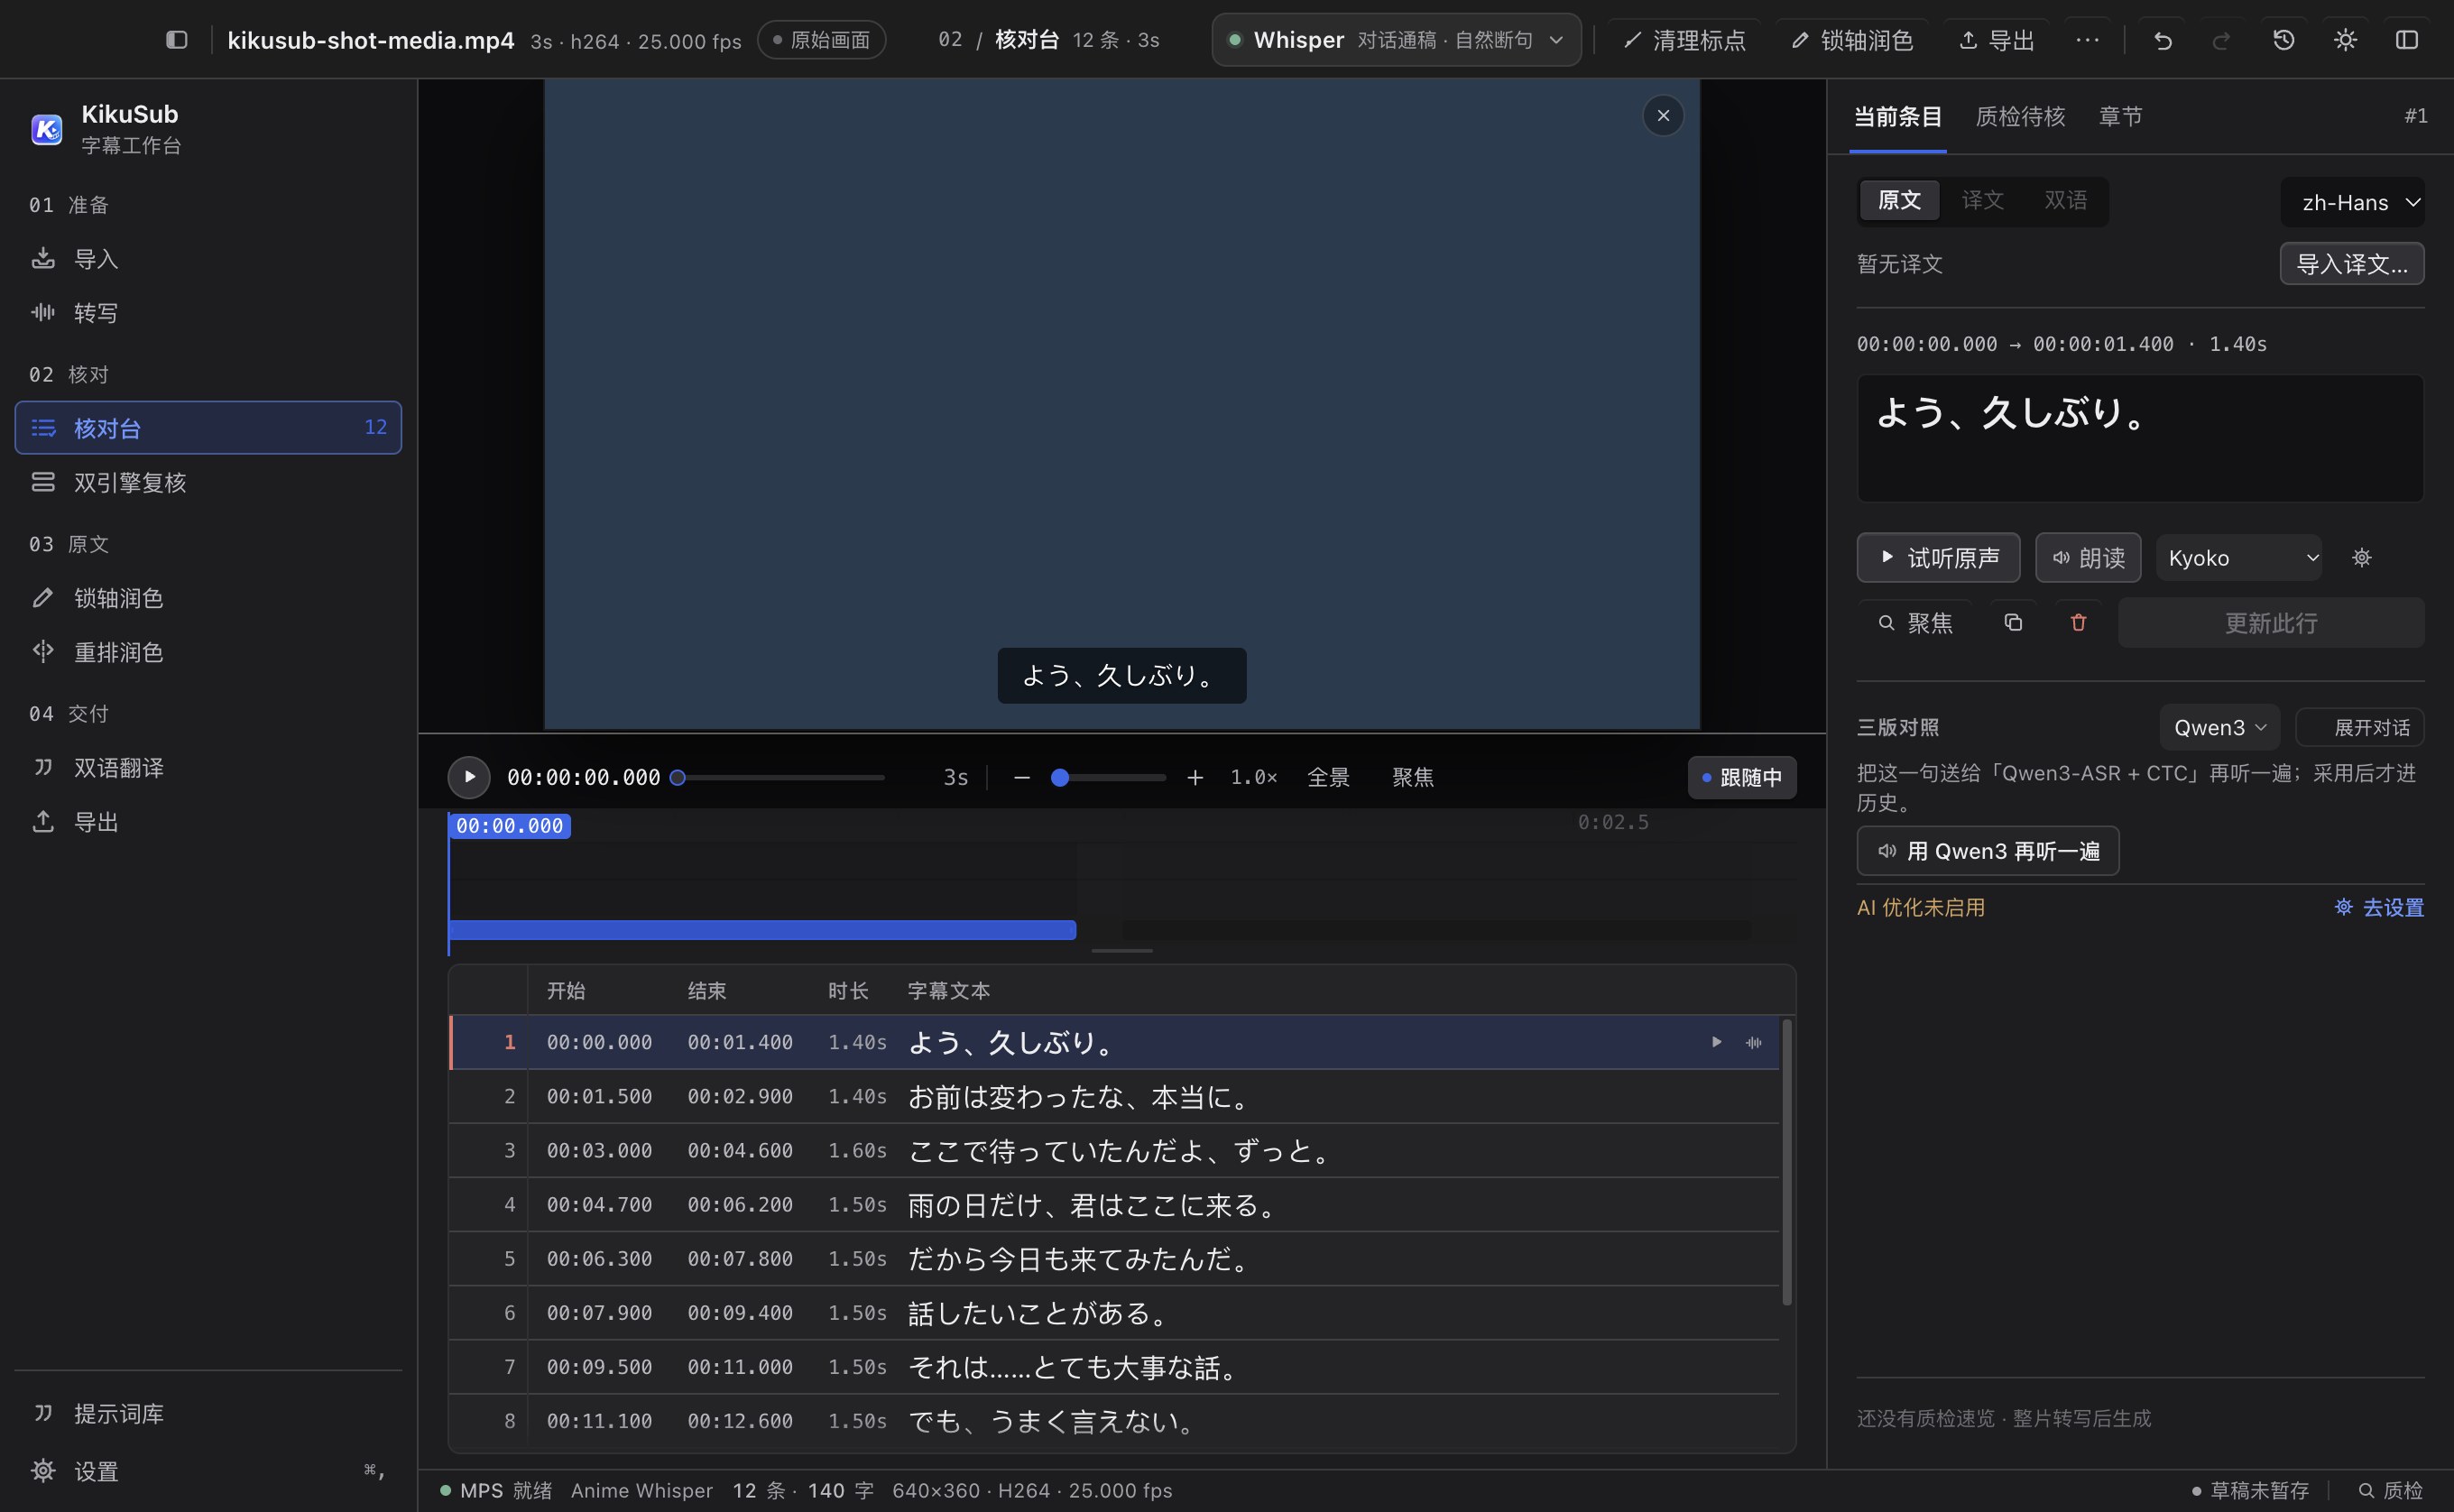 kikusub-shot-media.mp4 3s · h264 · 25.000 fps 原始画面 02 / 核对台 12 条 · 3s Whisper 对话通稿 · 自然断句 清理标点 锁轴润色 导出 ···
KikuSub
字幕工作台
01 准备
导入
转写
02 核对
核对台 12
双引擎复核
03 原文
锁轴润色
重排润色
04 交付
双语翻译
导出
提示词库
设置 ⌘,
よう、久しぶり。
00:00:00.000 3s 1.0× 全景 聚焦 跟随中
00:00.000 0:02.5
开始 结束 时长 字幕文本
1 00:00.000 00:01.400 1.40s よう、久しぶり。
2 00:01.500 00:02.900 1.40s お前は変わったな、本当に。
3 00:03.000 00:04.600 1.60s ここで待っていたんだよ、ずっと。
4 00:04.700 00:06.200 1.50s 雨の日だけ、君はここに来る。
5 00:06.300 00:07.800 1.50s だから今日も来てみたんだ。
6 00:07.900 00:09.400 1.50s 話したいことがある。
7 00:09.500 00:11.000 1.50s それは……とても大事な話。
8 00:11.100 00:12.600 1.50s でも、うまく言えない。
当前条目 质检待核 章节 #1
原文 译文 双语 zh-Hans
暂无译文 导入译文...
00:00:00.000 → 00:00:01.400 · 1.40s
よう、久しぶり。
试听原声 朗读 Kyoko
聚焦 更新此行
三版对照 Qwen3 展开对话
把这一句送给「Qwen3-ASR + CTC」再听一遍；采用后才进
历史。
用 Qwen3 再听一遍
AI 优化未启用 去设置
还没有质检速览 · 整片转写后生成
MPS 就绪 Anime Whisper 12 条 · 140 字 640×360 · H264 · 25.000 fps 草稿未暂存 质检